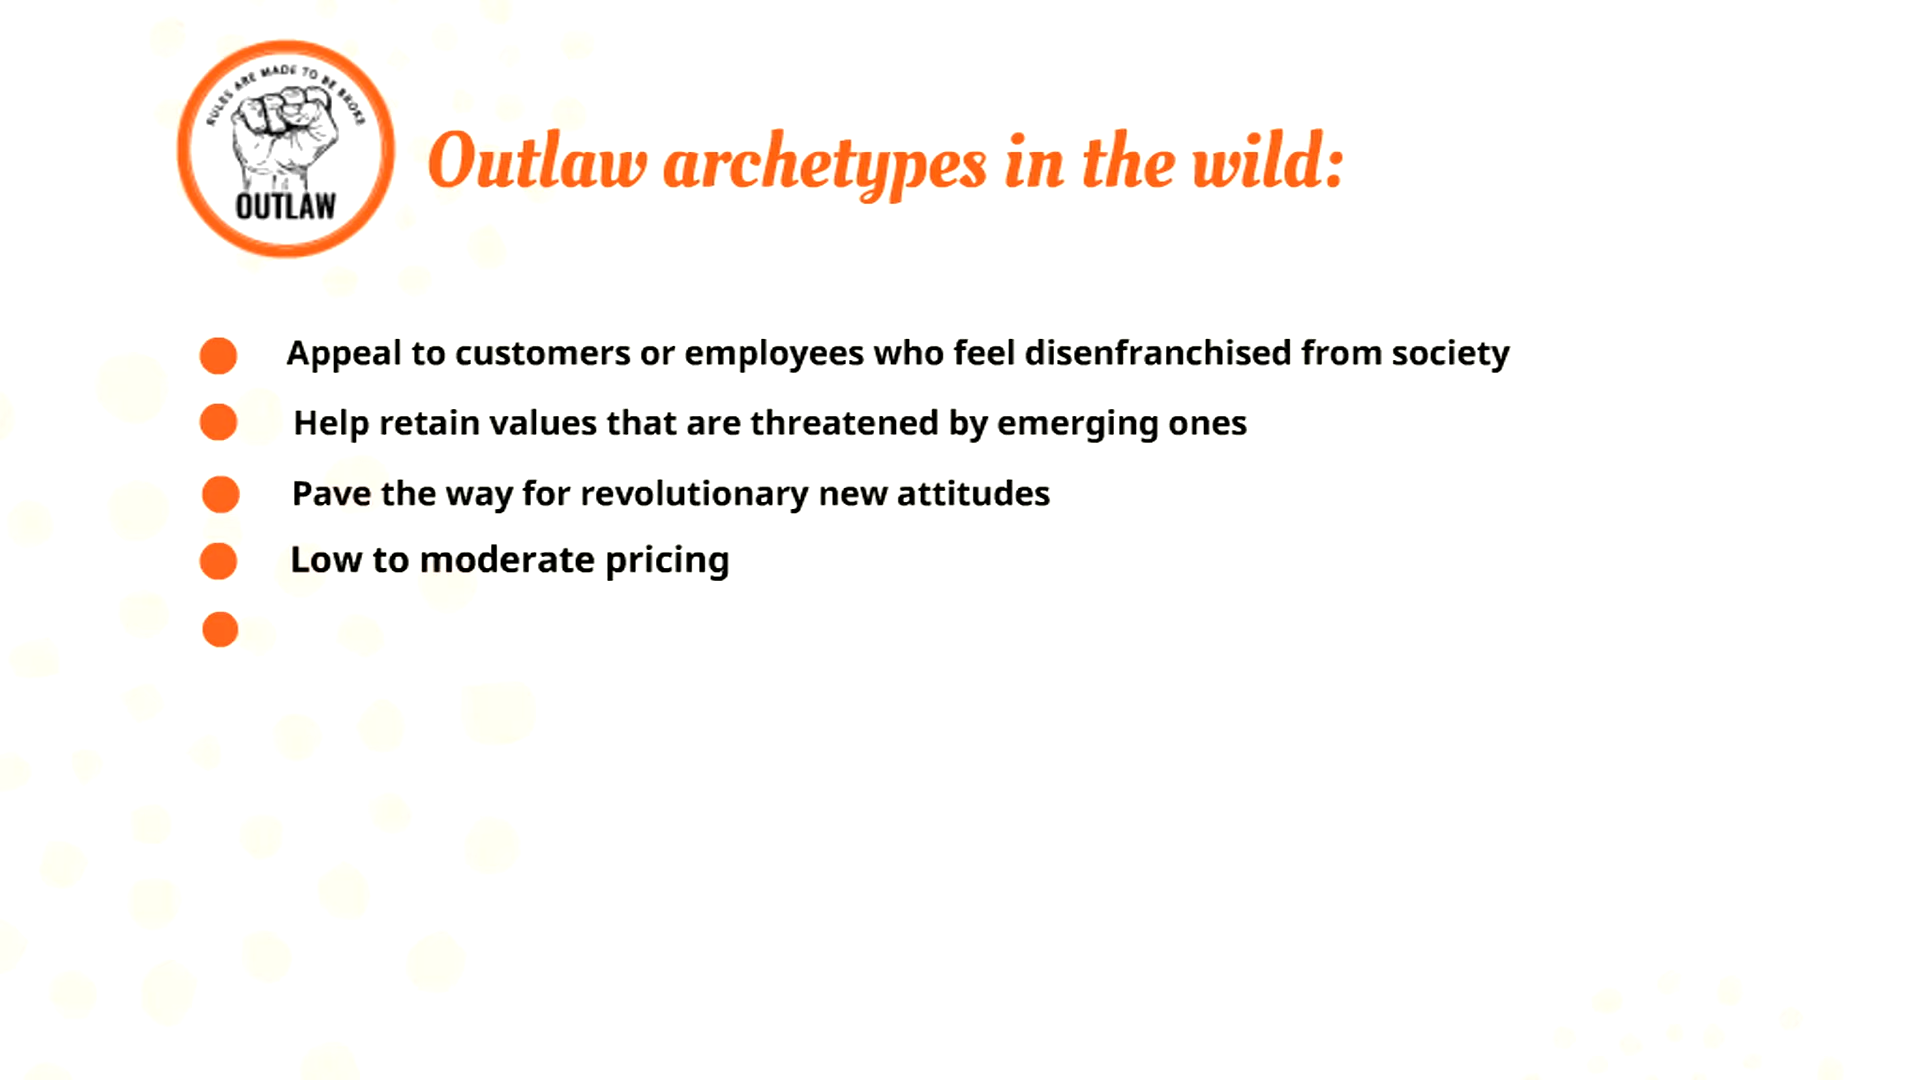 RULES ARE MADE TO BE BROKE
OUTLAW
Outlaw archetypes in the wild:
Appeal to customers or employees who feel disenfranchised from society
Help retain values that are threatened by emerging ones
Pave the way for revolutionary new attitudes
Low to moderate pricing